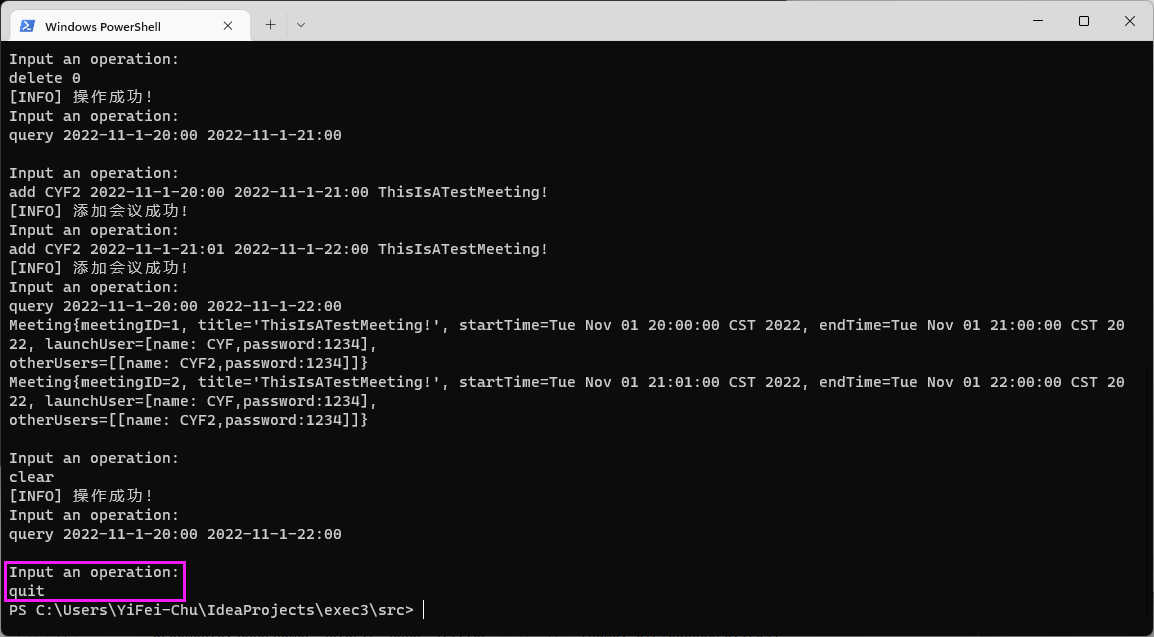 Windows PowerShell
Input an operation:
delete 0
[INFO] 操作成功!
Input an operation:
query 2022-11-1-20:00 2022-11-1-21:00
Input an operation:
add CYF2 2022-11-1-20:00 2022-11-1-21:00 ThisIsATestMeeting!
[INFO] 添加会议成功!
Input an operation:
add CYF2 2022-11-1-21:01 2022-11-1-22:00 ThisIsATestMeeting!
[INFO] 添加会议成功!
Input an operation:
query 2022-11-1-20:00 2022-11-1-22:00
Meeting{meetingID=1, title='ThisIsATestMeeting!', startTime=Tue Nov 01 20:00:00 CST 2022, endTime=Tue Nov 01 21:00:00 CST 20
22, launchUser=[name: CYF,password:1234],
otherUsers=[[name: CYF2,password:1234]]}
Meeting{meetingID=2, title='ThisIsATestMeeting!', startTime=Tue Nov 01 21:01:00 CST 2022, endTime=Tue Nov 01 22:00:00 CST 20
22, launchUser=[name: CYF,password:1234],
otherUsers=[[name: CYF2,password:1234]]}
Input an operation:
clear
[INFO] 操作成功!
Input an operation:
query 2022-11-1-20:00 2022-11-1-22:00
Input an operation:
quit
PS C:\Users\YiFei-Chu\IdeaProjects\exec3\src>